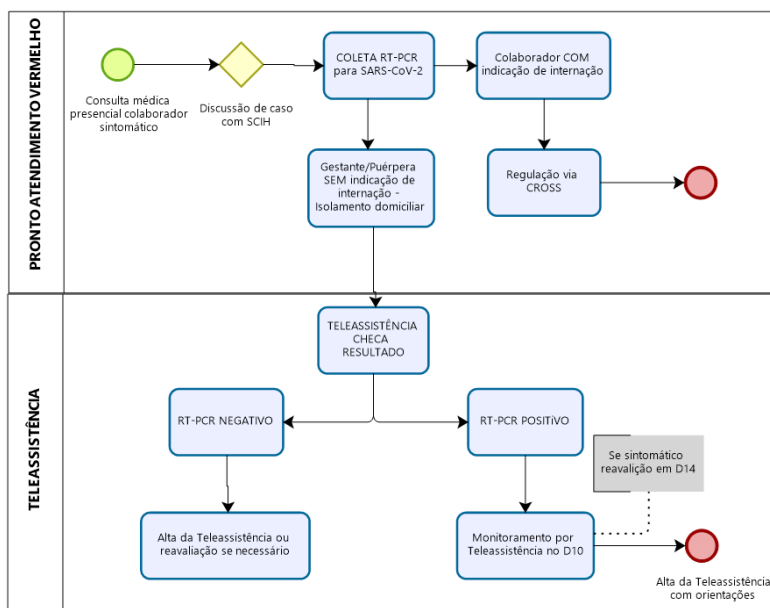 PRONTO ATENDIMENTO VERMELHO
Consulta médica
presencial colaborador
sintomático
Discussão de caso
com SCIH
COLETA RT-PCR
para SARS-CoV-2
Colaborador COM
indicação de internação
Gestante/Puérpera
SEM indicação de
internação -
Isolamento domiciliar
Regulação via
CROSS
TELEASSISTÊNCIA
TELEASSISTÊNCIA
CHECA
RESULTADO
RT-PCR NEGATIVO
RT-PCR POSITiVO
Se sintomático
reavalição em D14
Alta da Teleassistência ou
reavaliação se necessário
Monitoramento por
Teleassistência no D10
Alta da Teleassistência
com orientações